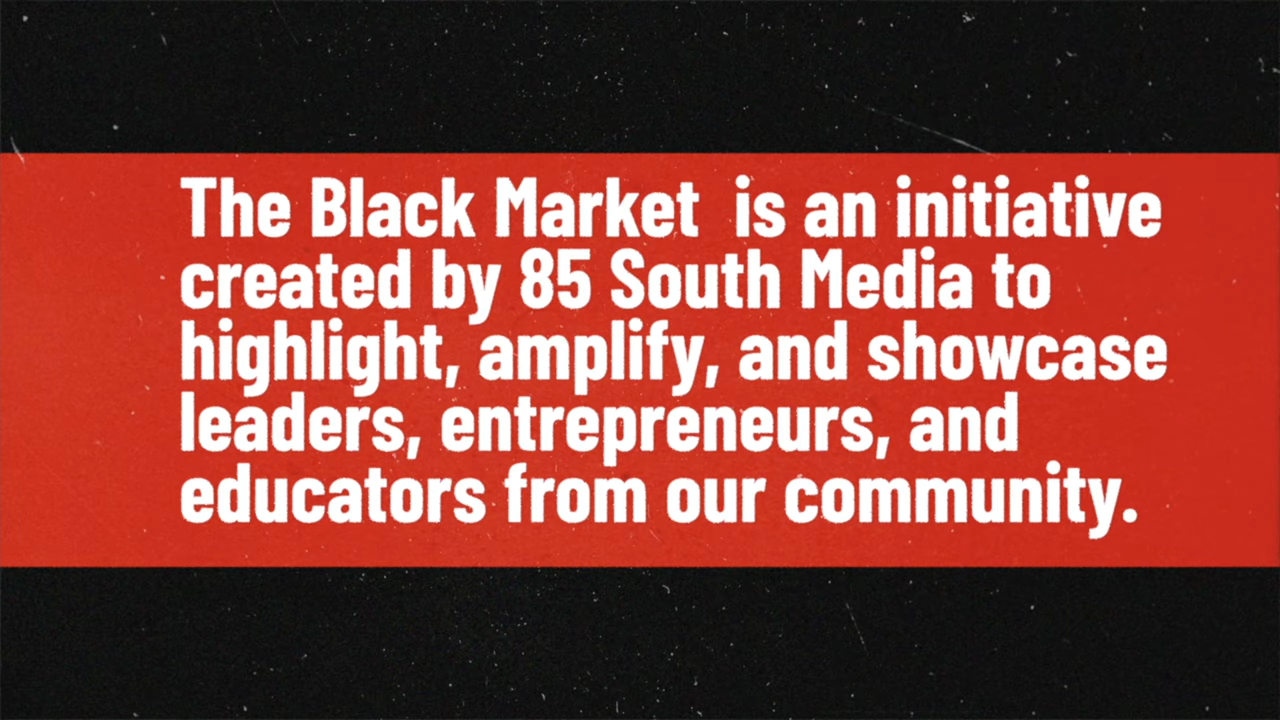 The Black Market  is an initiative
created by 85 South Media to
highlight, amplify, and showcase
leaders, entrepreneurs, and
educators from our community.